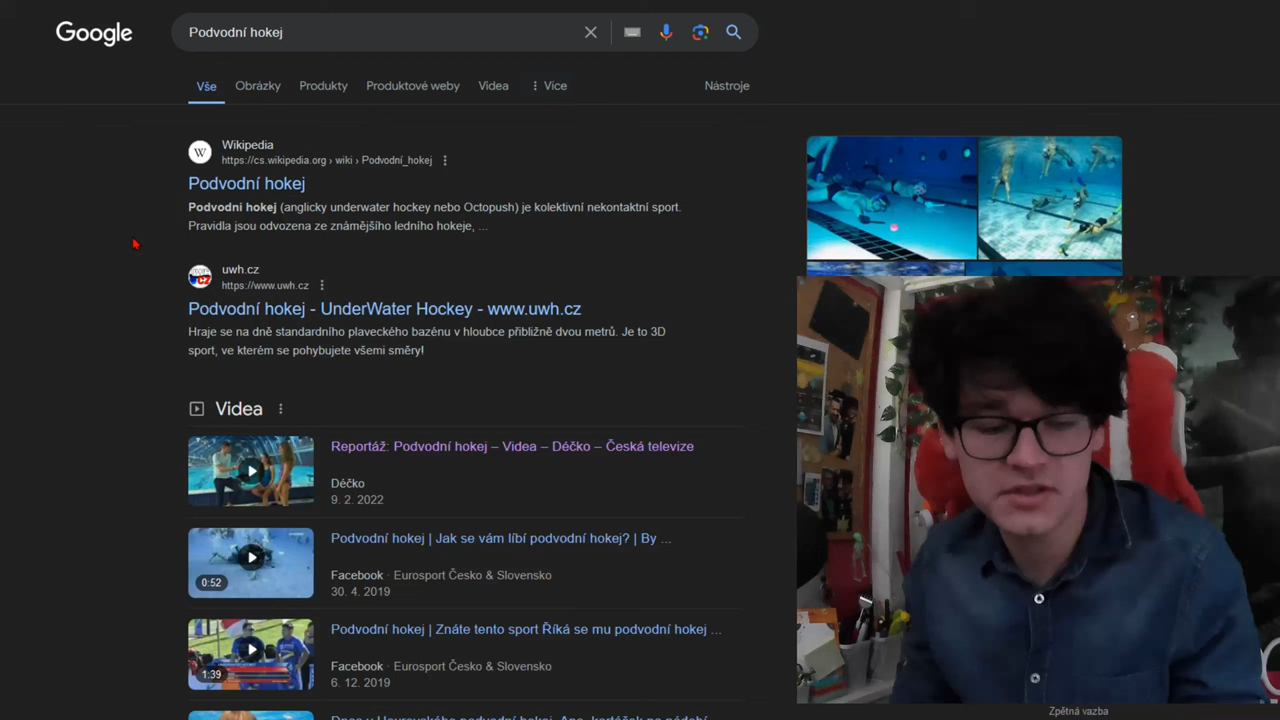 Google
Podvodní hokej
Vše
Obrázky
Produkty
Produktové weby
Videa
Více
Nástroje
W
Wikipedia
https://cs.wikipedia.org › wiki › Podvodní_hokej
Podvodní hokej
Podvodní hokej (anglicky underwater hockey nebo Octopush) je kolektivní nekontaktní sport.
Pravidla jsou odvozena ze známějšího ledního hokeje, ...
uwh.cz
https://www.uwh.cz
Podvodní hokej - UnderWater Hockey - www.uwh.cz
Hraje se na dně standardního plaveckého bazénu v hloubce přibližně dvou metrů. Je to 3D
sport, ve kterém se pohybujete všemi směry!
Videa
Reportáž: Podvodní hokej – Videa – Déčko – Česká televize
Déčko
9. 2. 2022
0:52
Podvodní hokej | Jak se vám líbí podvodní hokej? | By ...
Facebook · Eurosport Česko & Slovensko
30. 4. 2019
1:39
Podvodní hokej | Znáte tento sport Říká se mu podvodní hokej ...
Facebook · Eurosport Česko & Slovensko
6. 12. 2019
Zpětná vazba